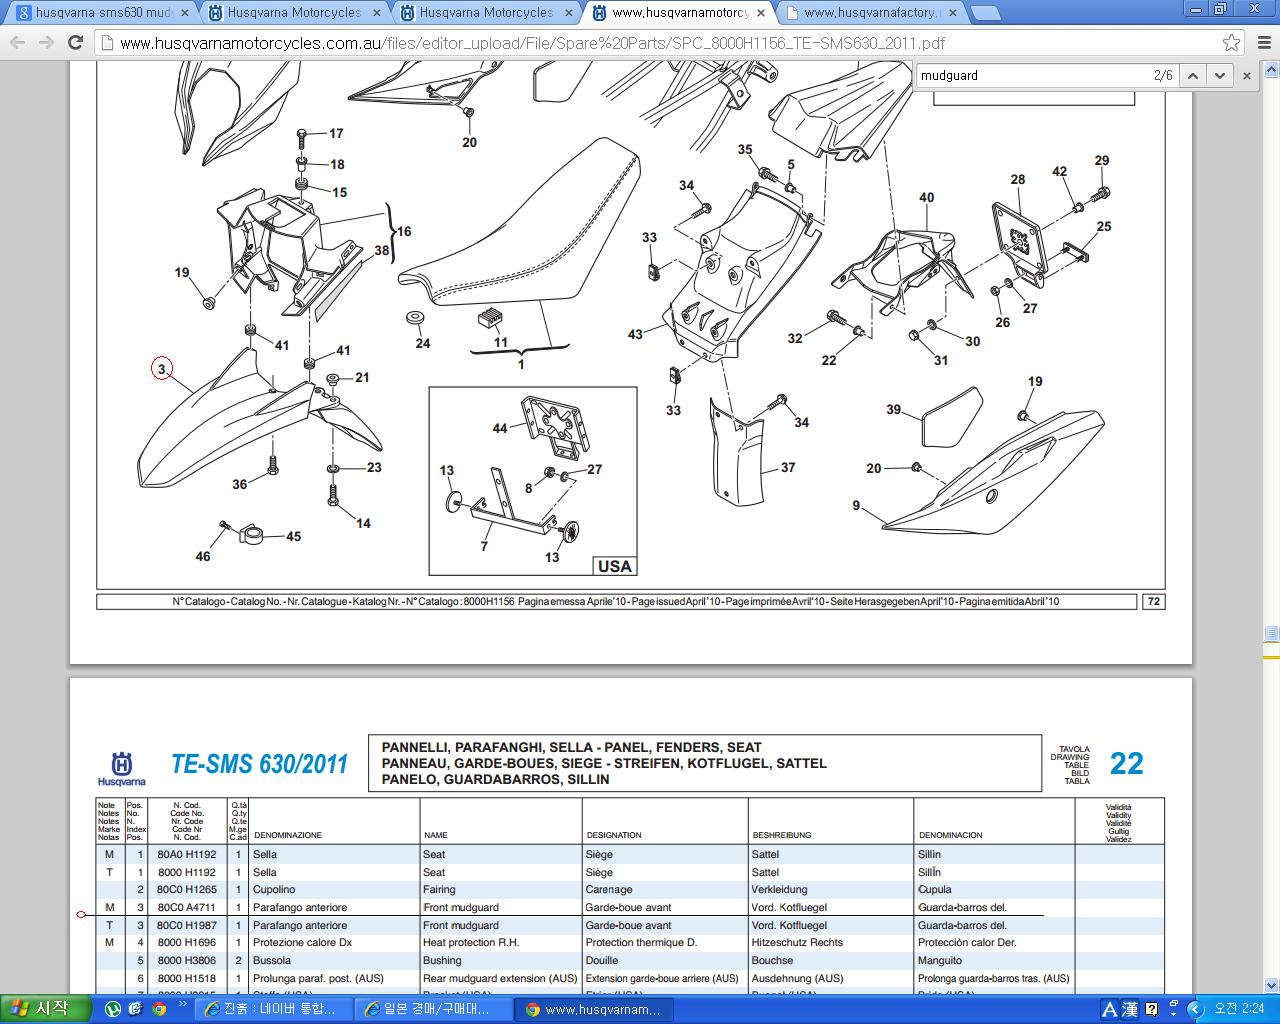 husqvarna sms630 mud
Husqvarna Motorcycles
Husqvarna Motorcycles
www.husqvarnamotorcy
www.husqvarnafactory.
www.husqvarnamotorcycles.com.au/files/editor_upload/File/Spare%20Parts/SPC_8000H1156_TE-SMS630_2011.pdf
mudguard 2/6
20
17
18
15
16
38
19
41
41
3
21
23
36
14
45
46
24
11
1
34
33
35
5
43
33
34
37
40
28
42
29
25
27
26
30
31
32
22
39
19
20
9
44
13
8
27
7
13
USA
N° Catalogo - Catalog No. - Nr. Catalogue - Katalog Nr. - N° Catalogo : 8000H1156 Pagina emessa Aprile '10 - Page issued April '10 - Page imprimée Avril '10 - Seite Herasgegeben April '10 - Pagina emitida Abril '10
72
Husqvarna
TE-SMS 630/2011
PANNELLI, PARAFANGHI, SELLA - PANEL, FENDERS, SEAT
PANNEAU, GARDE-BOUES, SIEGE - STREIFEN, KOTFLUGEL, SATTEL
PANELO, GUARDABARROS, SILLIN
TAVOLA
DRAWING
TABLE
BILD
TABLA
22
Note
Notes
Notes
Marke
Notas
Pos.
No.
N.
Index
Pos.
N. Cod.
Code No.
Nr. Code
Code Nr
N. Cod.
Q.tà
Q.ty
Q.te
M.ge
C.ad
DENOMINAZIONE
NAME
DESIGNATION
BESHREIBUNG
DENOMINACION
Validità
Validity
Validité
Gultig
Validez
M 1 80A0 H1192 1 Sella Seat Siège Sattel Sillìn
T 1 8000 H1192 1 Sella Seat Siège Sattel Sillìn
2 80C0 H1265 1 Cupolino Fairing Carenage Verkleidung Cupula
M 3 80C0 A4711 1 Parafango anteriore Front mudguard Garde-boue avant Vord. Kotfluegel Guarda-barros del.
T 3 80C0 H1987 1 Parafango anteriore Front mudguard Garde-boue avant Vord. Kotfluegel Guarda-barros del.
M 4 8000 H1696 1 Protezione calore Dx Heat protection R.H. Protection thermique D. Hitzeschutz Rechts Protecciòn calor Der.
5 8000 H3806 2 Bussola Bushing Douille Bouchse Manguito
6 8000 H1518 1 Prolunga paraf. post. (AUS) Rear mudguard extension (AUS) Extension garde-boue arriere (AUS) Ausdehnung (AUS) Prolonga guarda-barros tras. (AUS)
시작
진흙 : 네이버 통합...
일본 경매/구매대...
www.husqvarnam...
A 漢
오전 2:24